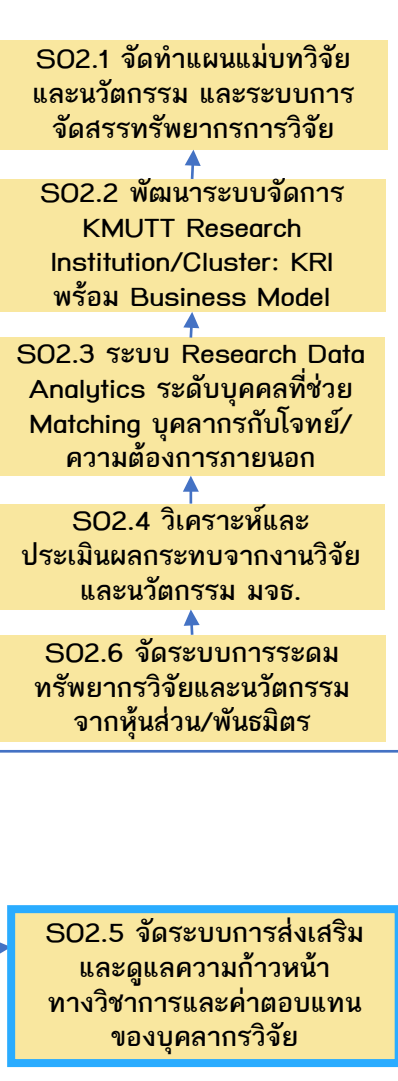 SO2.1 จัดทำแผนแม่บทวิจัย
และนวัตกรรม และระบบการ
จัดสรรทรัพยากรการวิจัย
SO2.2 พัฒนาระบบจัดการ
KMUTT Research
Institution/Cluster: KRI
พร้อม Business Model
SO2.3 ระบบ Research Data
Analytics ระดับบุคคลที่ช่วย
Matching บุคลากรกับโจทย์/
ความต้องการภายนอก
SO2.4 วิเคราะห์และ
ประเมินผลกระทบจากงานวิจัย
และนวัตกรรม มจธ.
SO2.6 จัดระบบการระดม
ทรัพยากรวิจัยและนวัตกรรม
จากหุ้นส่วน/พันธมิตร
SO2.5 จัดระบบการส่งเสริม
และดูแลความก้าวหน้า
ทางวิชาการและค่าตอบแทน
ของบุคลากรวิจัย